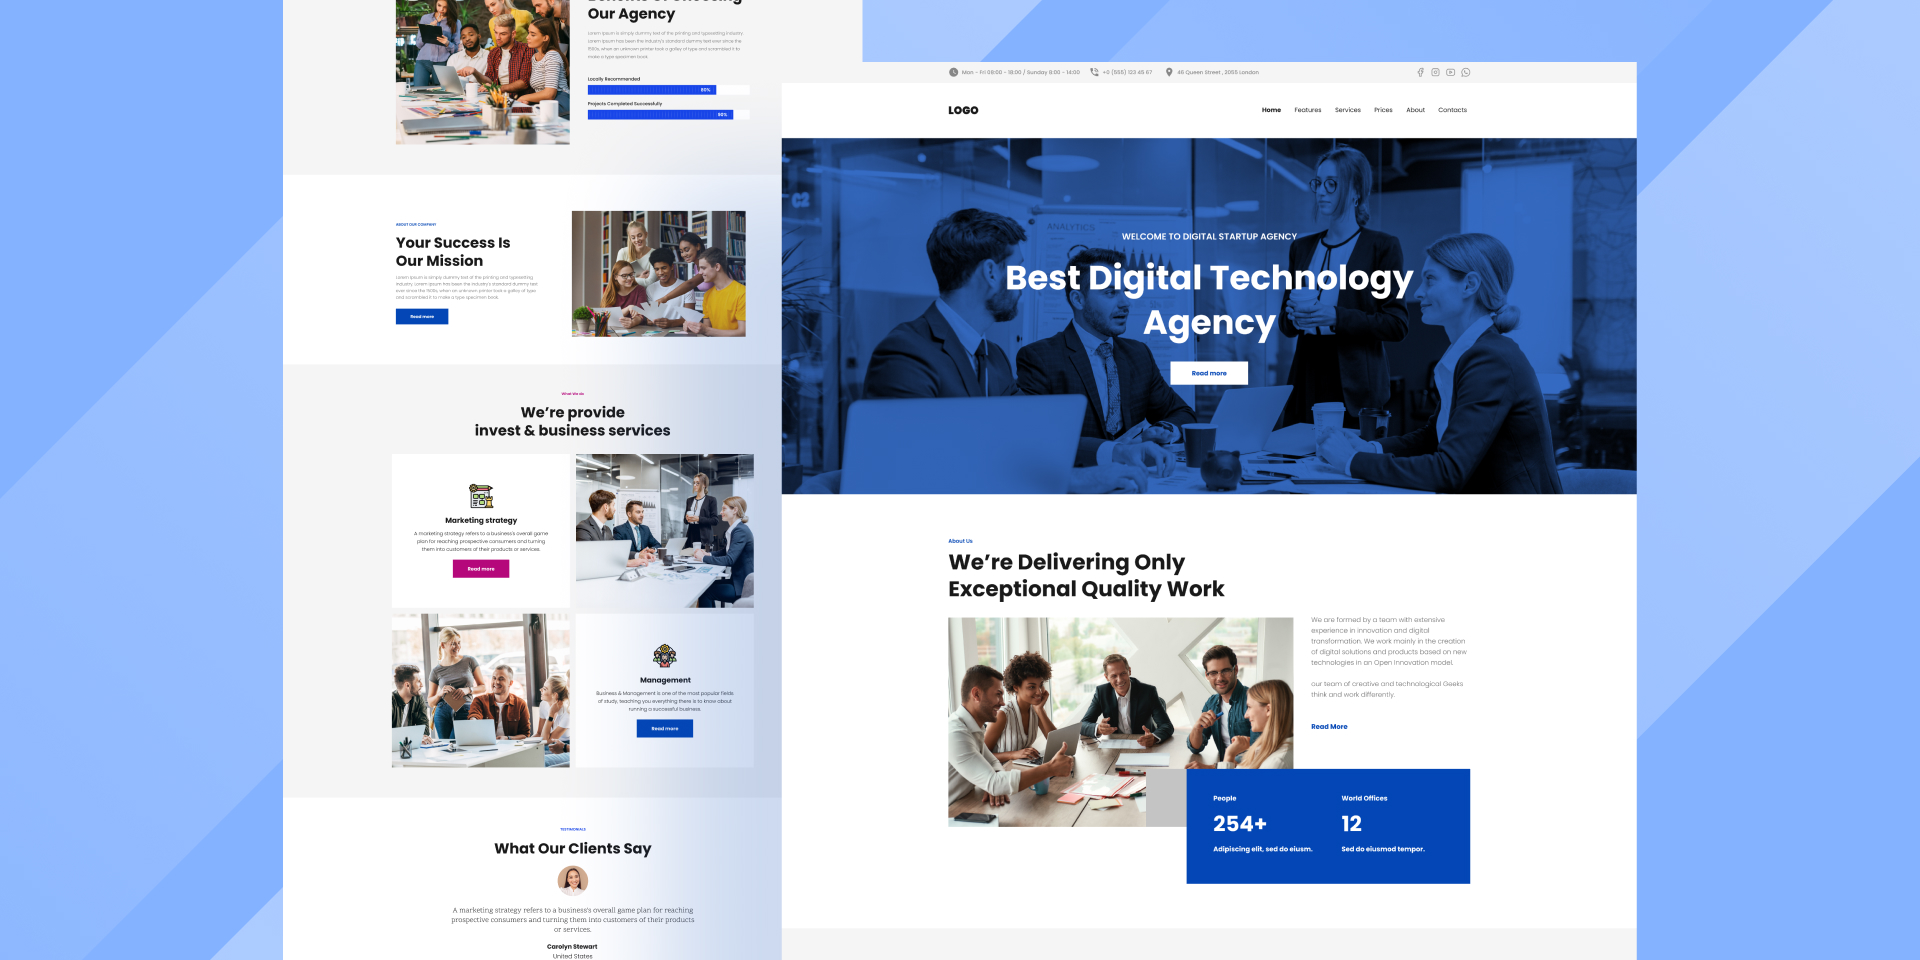 Benefits of Choosing
Our Agency
Lorem Ipsum is simply dummy text of the printing and typesetting industry.
Lorem Ipsum has been the industry's standard dummy text ever since the
1500s, when an unknown printer took a galley of type and scrambled it to
make a type specimen book.
Locally Recommended
80%
Projects Completed Successfully
90%
ABOUT OUR COMPANY
Your Success Is
Our Mission
Lorem Ipsum is simply dummy text of the printing and typesetting
industry. Lorem Ipsum has been the industry's standard dummy text
ever since the 1500s, when an unknown printer took a galley of type
and scrambled it to make a type specimen book.
Read more
What We do
We're provide
invest & business services
Marketing strategy
A marketing strategy refers to a business's overall game
plan for reaching prospective consumers and turning
them into customers of their products or services.
Read more
Management
Business & Management is one of the most popular fields
of study, teaching you everything there is to know about
running a successful business.
Read more
TESTIMONIALS
What Our Clients Say
A marketing strategy refers to a business's overall game plan for reaching
prospective consumers and turning them into customers of their products
or services.
Carolyn Stewart
United States
Mon - Fri 08:00 - 18:00 / Sunday 8:00 - 14:00
+0 (555) 123 45 67
46 Queen Street , 3055 London
LOGO
Home Features Services Prices About Contacts
ANALYTICS
WELCOME TO DIGITAL STARTUP AGENCY
Best Digital Technology
Agency
Read more
About Us
We're Delivering Only
Exceptional Quality Work
We are formed by a team with extensive
experience in innovation and digital
transformation. We work mainly in the creation
of digital solutions and products based on new
technologies in an Open Innovation model.
our team of creative and technological Geeks
think and work differently.
Read More
People
254+
Adipiscing elit, sed do eiusm.
World Offices
12
Sed do eiusmod tempor.